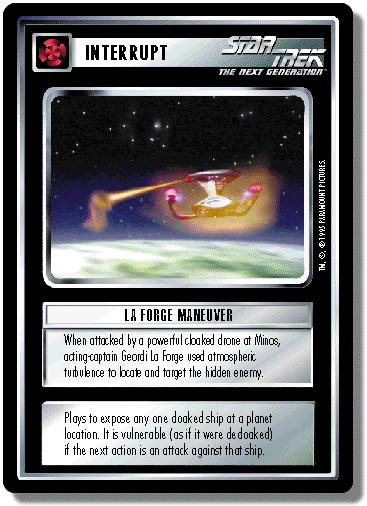 INTERRUPT
STAR TREK
THE NEXT GENERATION™
TM, ®, © 1995 PARAMOUNT PICTURES.
LA FORGE MANEUVER
When attacked by a powerful cloaked drone at Minos,
acting-captain Geordi La Forge used atmospheric
turbulence to locate and target the hidden enemy.
Plays to expose any one cloaked ship at a planet
location. It is vulnerable (as if it were decloaked)
if the next action is an attack against that ship.